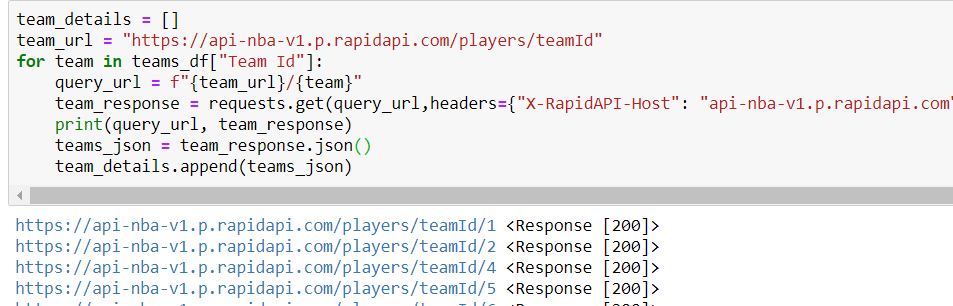 team_details = []
team_url = "https://api-nba-v1.p.rapidapi.com/players/teamId"
for team in teams_df["Team Id"]:
    query_url = f"{team_url}/{team}"
    team_response = requests.get(query_url,headers={"X-RapidAPI-Host": "api-nba-v1.p.rapidapi.com"
    print(query_url, team_response)
    teams_json = team_response.json()
    team_details.append(teams_json)
https://api-nba-v1.p.rapidapi.com/players/teamId/1 <Response [200]>
https://api-nba-v1.p.rapidapi.com/players/teamId/2 <Response [200]>
https://api-nba-v1.p.rapidapi.com/players/teamId/4 <Response [200]>
https://api-nba-v1.p.rapidapi.com/players/teamId/5 <Response [200]>